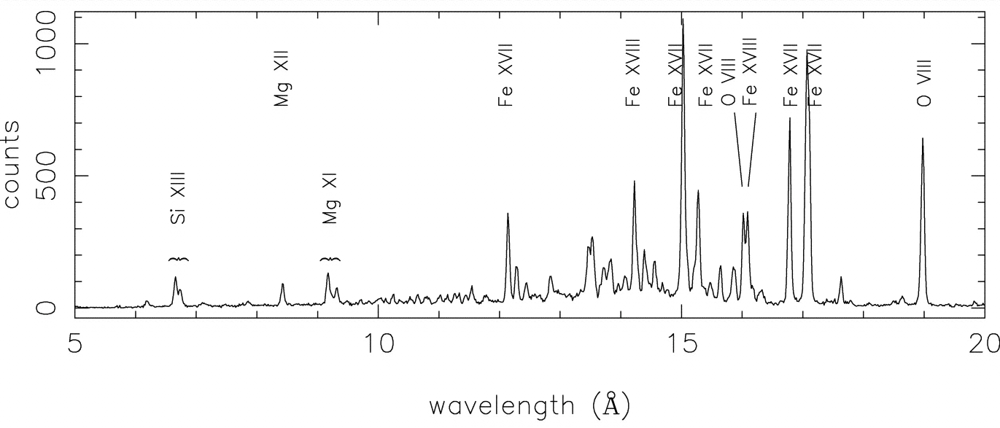 counts
1000
500
0
Si XIII
Mg XII
Mg XI
Fe XVII
Fe XVIII
Fe XVII
Fe XVII
O VIII
Fe XVIII
Fe XVII
Fe XVII
O VIII
5 10 15 20
wavelength (Å)